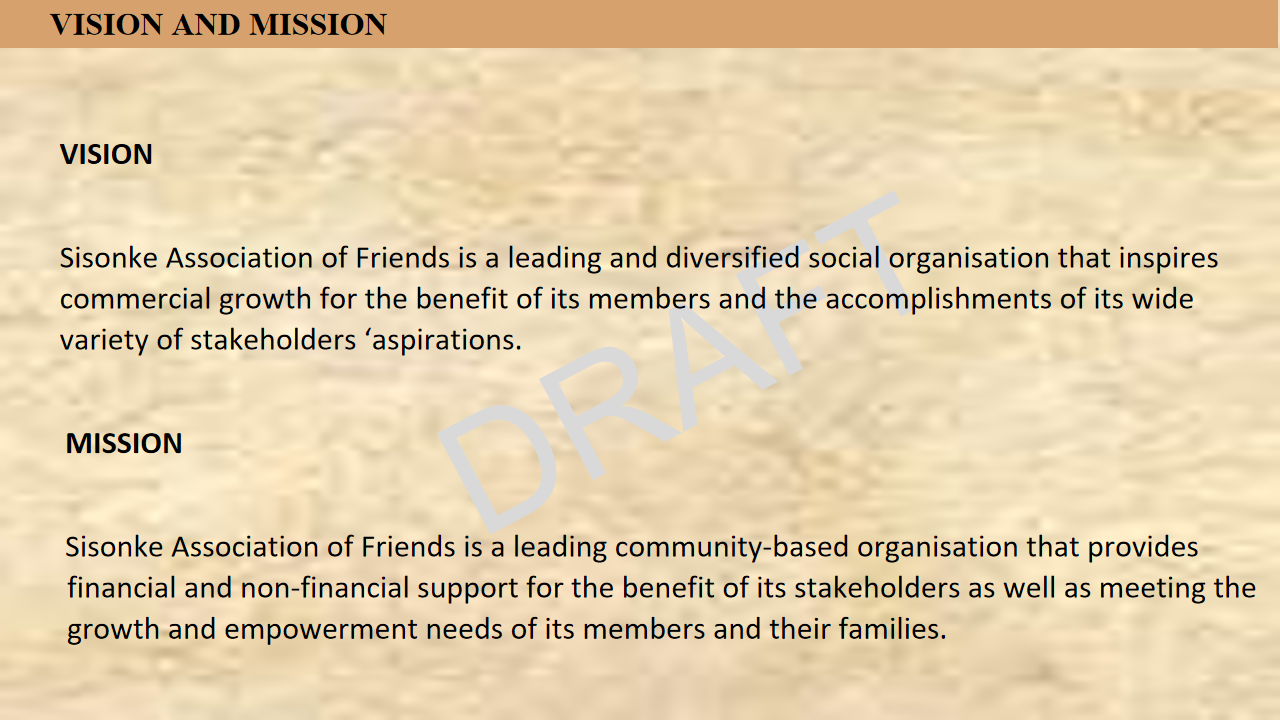 VISION AND MISSION
VISION
Sisonke Association of Friends is a leading and diversified social organisation that inspires
commercial growth for the benefit of its members and the accomplishments of its wide
variety of stakeholders ‘aspirations.
DRAFT
MISSION
Sisonke Association of Friends is a leading community-based organisation that provides
financial and non-financial support for the benefit of its stakeholders as well as meeting the
growth and empowerment needs of its members and their families.